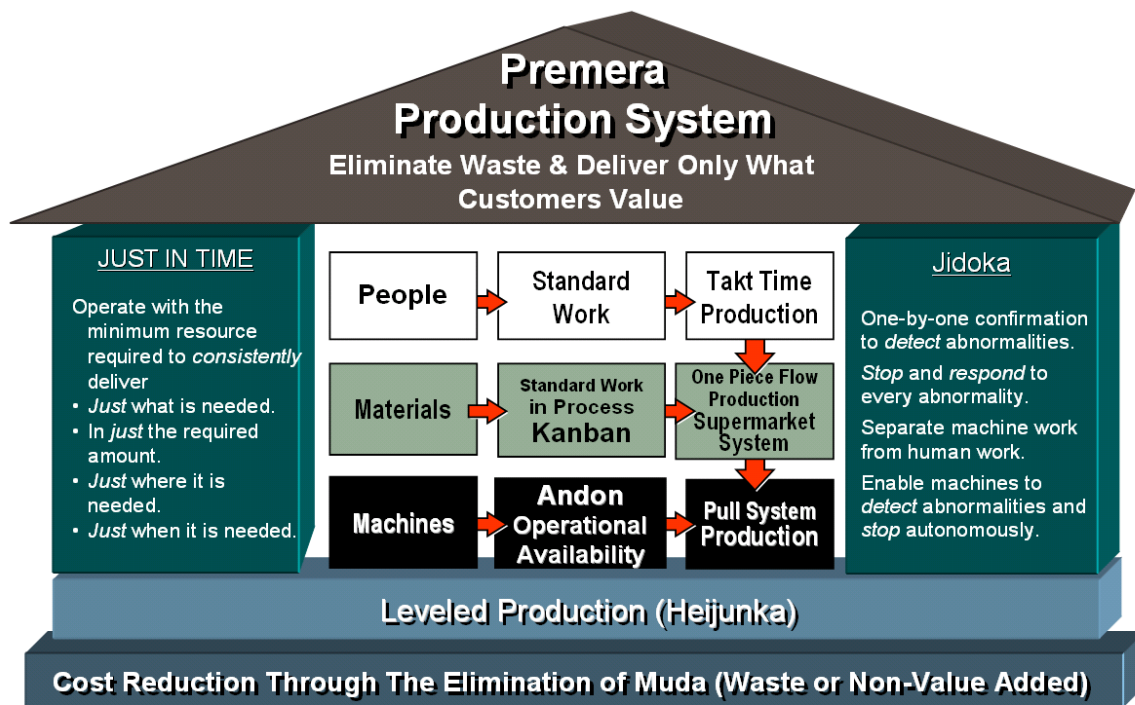 Premera
Production System
Eliminate Waste & Deliver Only What
Customers Value
JUST IN TIME
Operate with the
minimum resource
required to consistently
deliver
• Just what is needed.
• In just the required
amount.
• Just where it is
needed.
• Just when it is needed.
People
Standard
Work
Takt Time
Production
Materials
Standard Work
in Process
Kanban
One Piece Flow
Production
Supermarket
System
Machines
Andon
Operational
Availability
Pull System
Production
Jidoka
One-by-one confirmation
to detect abnormalities.
Stop and respond to
every abnormality.
Separate machine work
from human work.
Enable machines to
detect abnormalities and
stop autonomously.
Leveled Production (Heijunka)
Cost Reduction Through The Elimination of Muda (Waste or Non-Value Added)